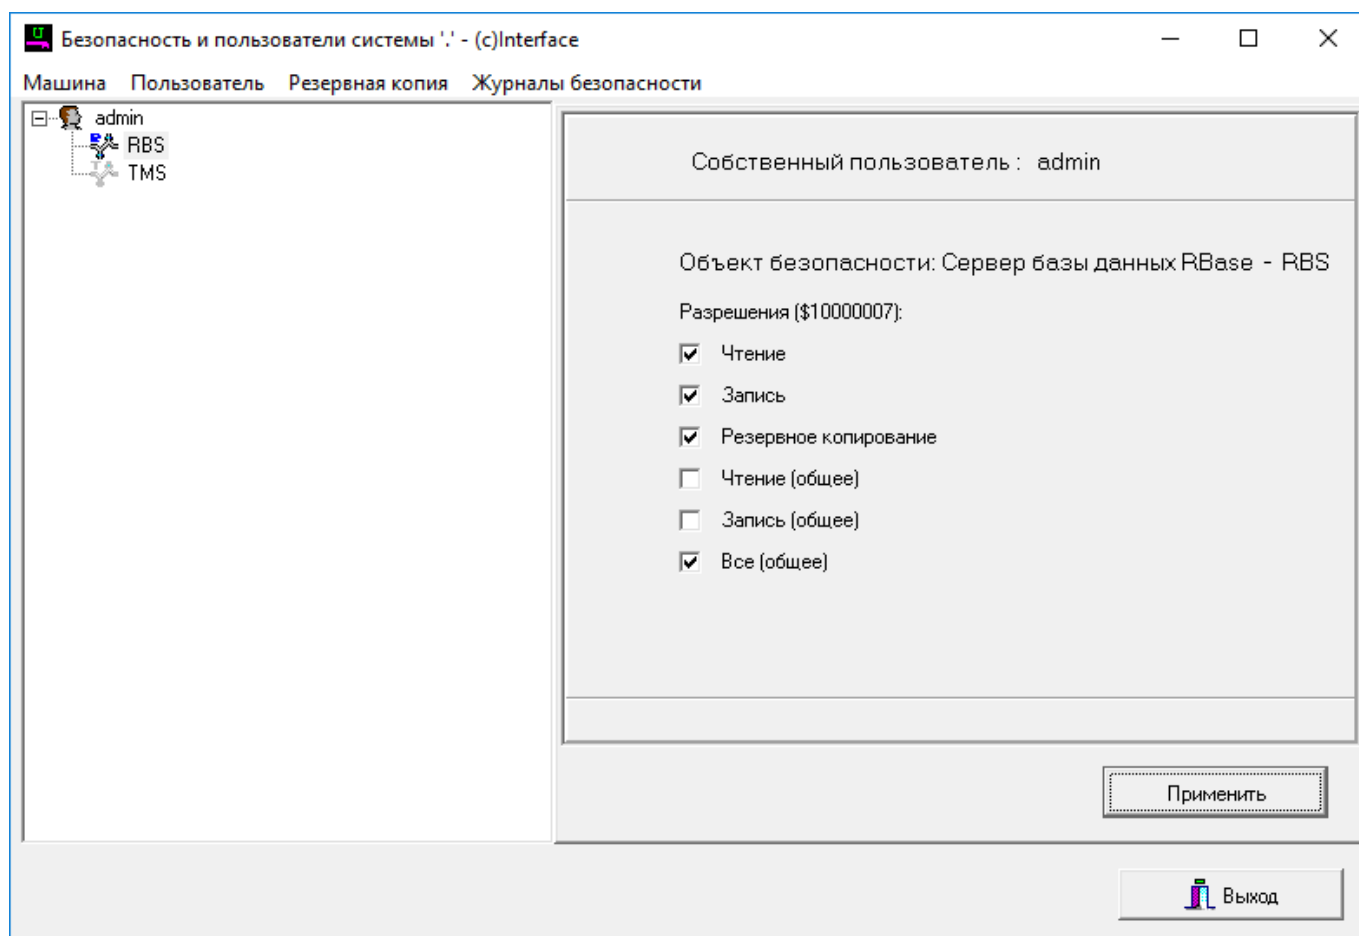 Безопасность и пользователи системы '.' - (c)Interface
Машина Пользователь Резервная копия Журналы безопасности
admin
RBS
TMS
Собственный пользователь : admin
Объект безопасности: Сервер базы данных RBase - RBS
Разрешения ($10000007):
Чтение
Запись
Резервное копирование
Чтение (общее)
Запись (общее)
Все (общее)
Применить
Выход